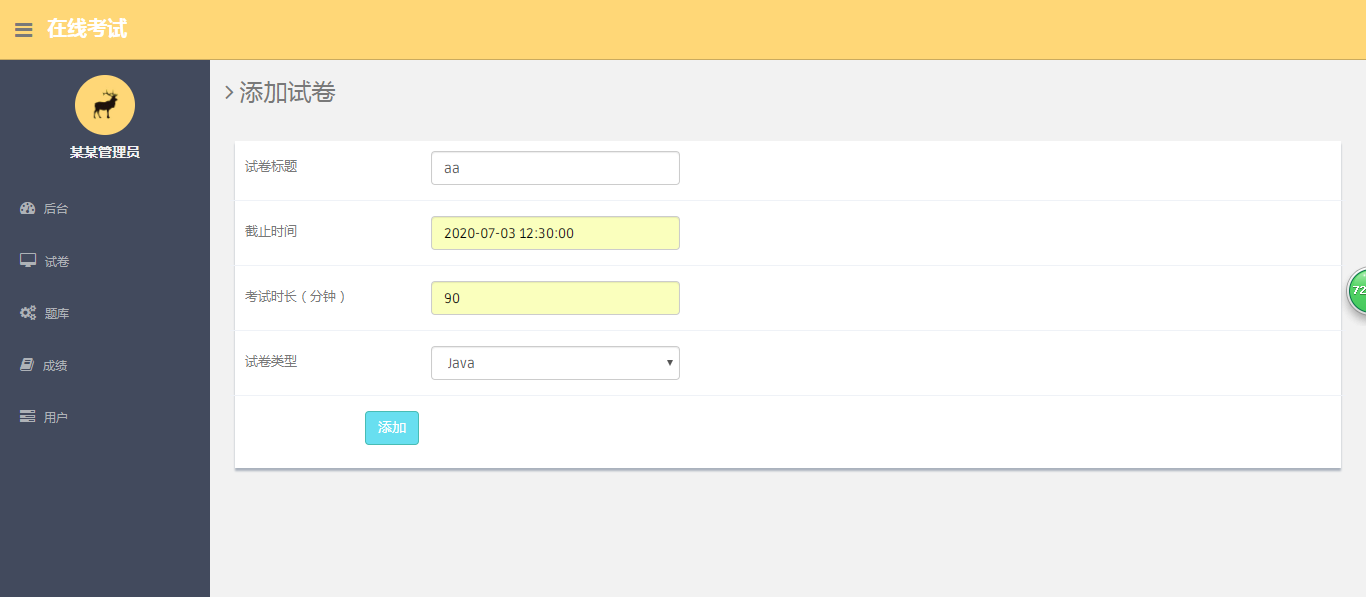 在线考试
某某管理员
后台
试卷
题库
成绩
用户
添加试卷
试卷标题 aa
截止时间 2020-07-03 12:30:00
考试时长（分钟） 90
试卷类型 Java
添加
72